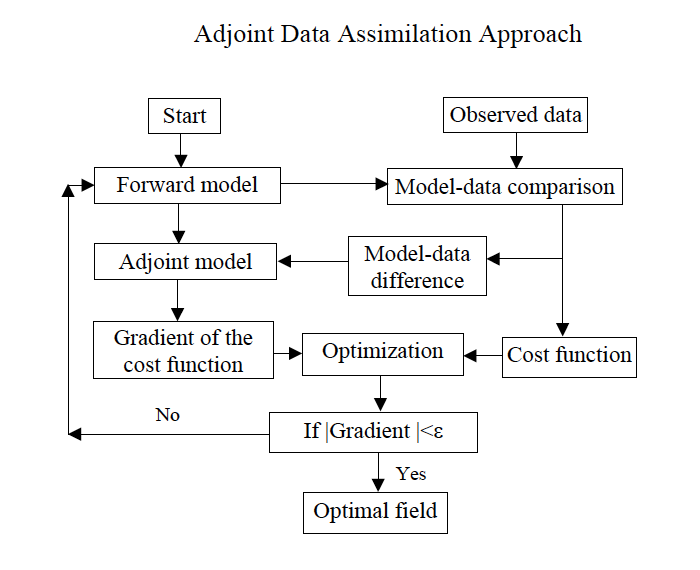 Adjoint Data Assimilation Approach
Start
Observed data
Forward model
Model-data comparison
Adjoint model
Model-data
difference
Gradient of the
cost function
Optimization
Cost function
No
If |Gradient |<ε
Yes
Optimal field